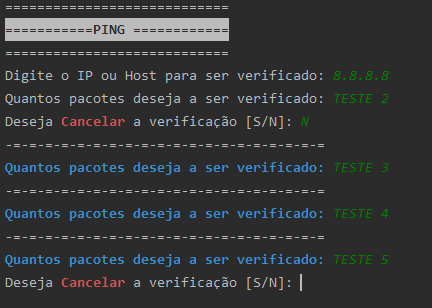 ============================
===========PING ============
============================
Digite o IP ou Host para ser verificado: 8.8.8.8
Quantos pacotes deseja a ser verificado: TESTE 2
Deseja Cancelar a verificação [S/N]: N
-=-=-=-=-=-=-=-=-=-=-=-=-=-=-=-=-=-=-=-=
Quantos pacotes deseja a ser verificado: TESTE 3
-=-=-=-=-=-=-=-=-=-=-=-=-=-=-=-=-=-=-=-=
Quantos pacotes deseja a ser verificado: TESTE 4
-=-=-=-=-=-=-=-=-=-=-=-=-=-=-=-=-=-=-=-=
Quantos pacotes deseja a ser verificado: TESTE 5
Deseja Cancelar a verificação [S/N]: